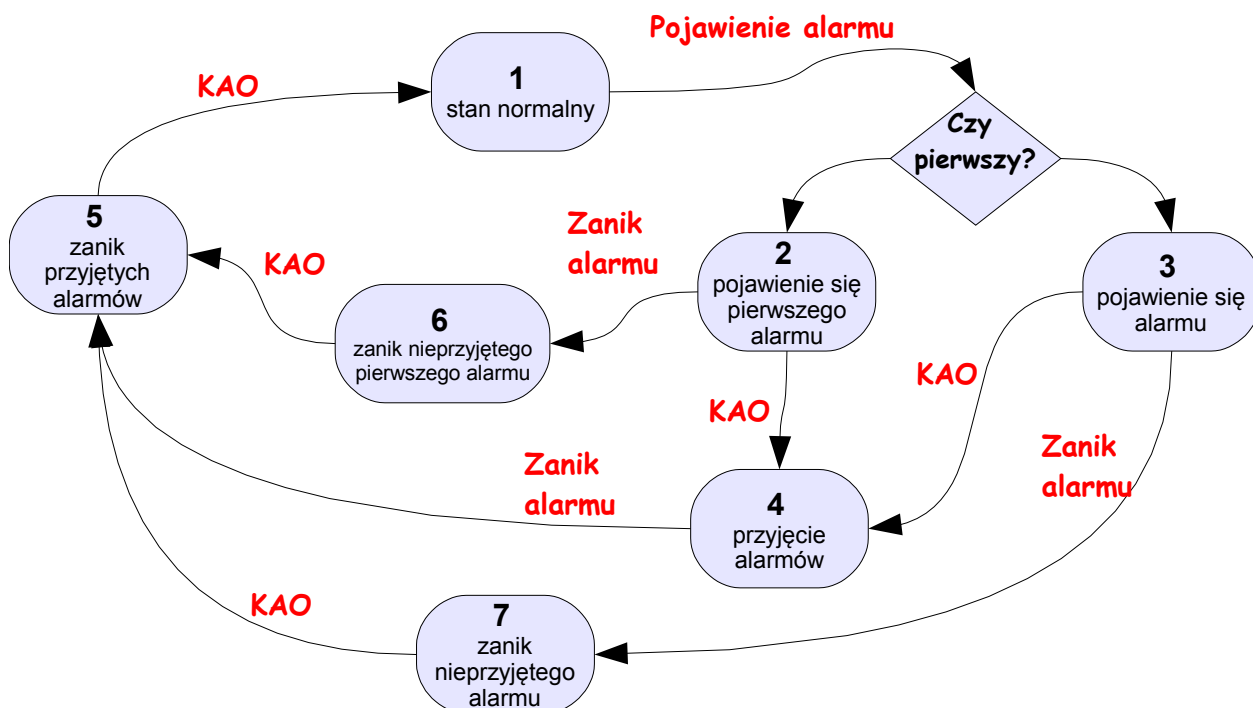 Pojawienie alarmu
KAO
1
stan normalny
Czy
pierwszy?
5
zanik
przyjętych
alarmów
KAO
Zanik
alarmu
2
pojawienie się
pierwszego
alarmu
3
pojawienie się
alarmu
6
zanik nieprzyjętego
pierwszego alarmu
KAO
KAO
Zanik
alarmu
Zanik
alarmu
4
przyjęcie
alarmów
KAO
7
zanik
nieprzyjętego
alarmu